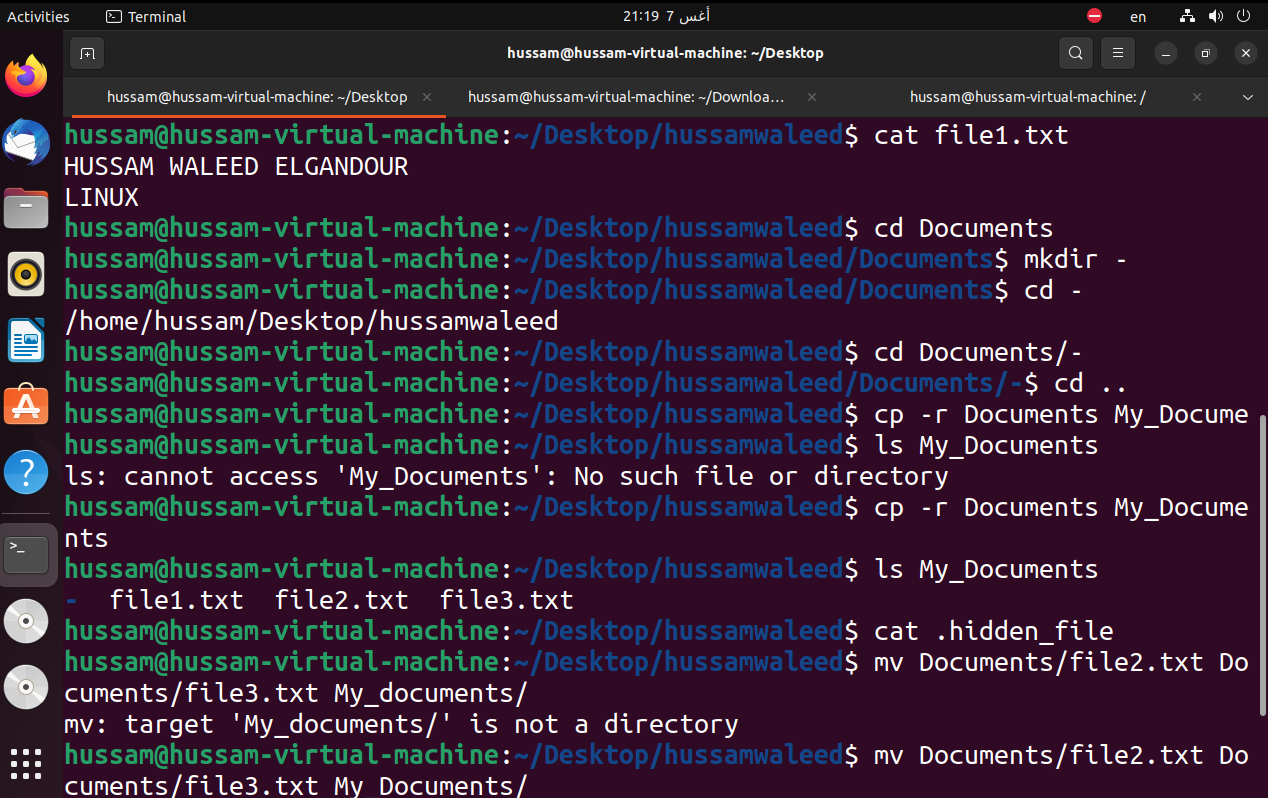 Activities
Terminal
21:19 7 أغس
en
hussam@hussam-virtual-machine: ~/Desktop
hussam@hussam-virtual-machine: ~/Desktop
hussam@hussam-virtual-machine: ~/Downloa…
hussam@hussam-virtual-machine: /
hussam@hussam-virtual-machine:~/Desktop/hussamwaleed$ cat file1.txt
HUSSAM WALEED ELGANDOUR
LINUX
hussam@hussam-virtual-machine:~/Desktop/hussamwaleed$ cd Documents
hussam@hussam-virtual-machine:~/Desktop/hussamwaleed/Documents$ mkdir -
hussam@hussam-virtual-machine:~/Desktop/hussamwaleed/Documents$ cd -
/home/hussam/Desktop/hussamwaleed
hussam@hussam-virtual-machine:~/Desktop/hussamwaleed$ cd Documents/-
hussam@hussam-virtual-machine:~/Desktop/hussamwaleed/Documents/-$ cd ..
hussam@hussam-virtual-machine:~/Desktop/hussamwaleed$ cp -r Documents My_Docume
hussam@hussam-virtual-machine:~/Desktop/hussamwaleed$ ls My_Documents
ls: cannot access 'My_Documents': No such file or directory
hussam@hussam-virtual-machine:~/Desktop/hussamwaleed$ cp -r Documents My_Docume
nts
hussam@hussam-virtual-machine:~/Desktop/hussamwaleed$ ls My_Documents
-  file1.txt  file2.txt  file3.txt
hussam@hussam-virtual-machine:~/Desktop/hussamwaleed$ cat .hidden_file
hussam@hussam-virtual-machine:~/Desktop/hussamwaleed$ mv Documents/file2.txt Do
cuments/file3.txt My_documents/
mv: target 'My_documents/' is not a directory
hussam@hussam-virtual-machine:~/Desktop/hussamwaleed$ mv Documents/file2.txt Do
cuments/file3.txt My_Documents/